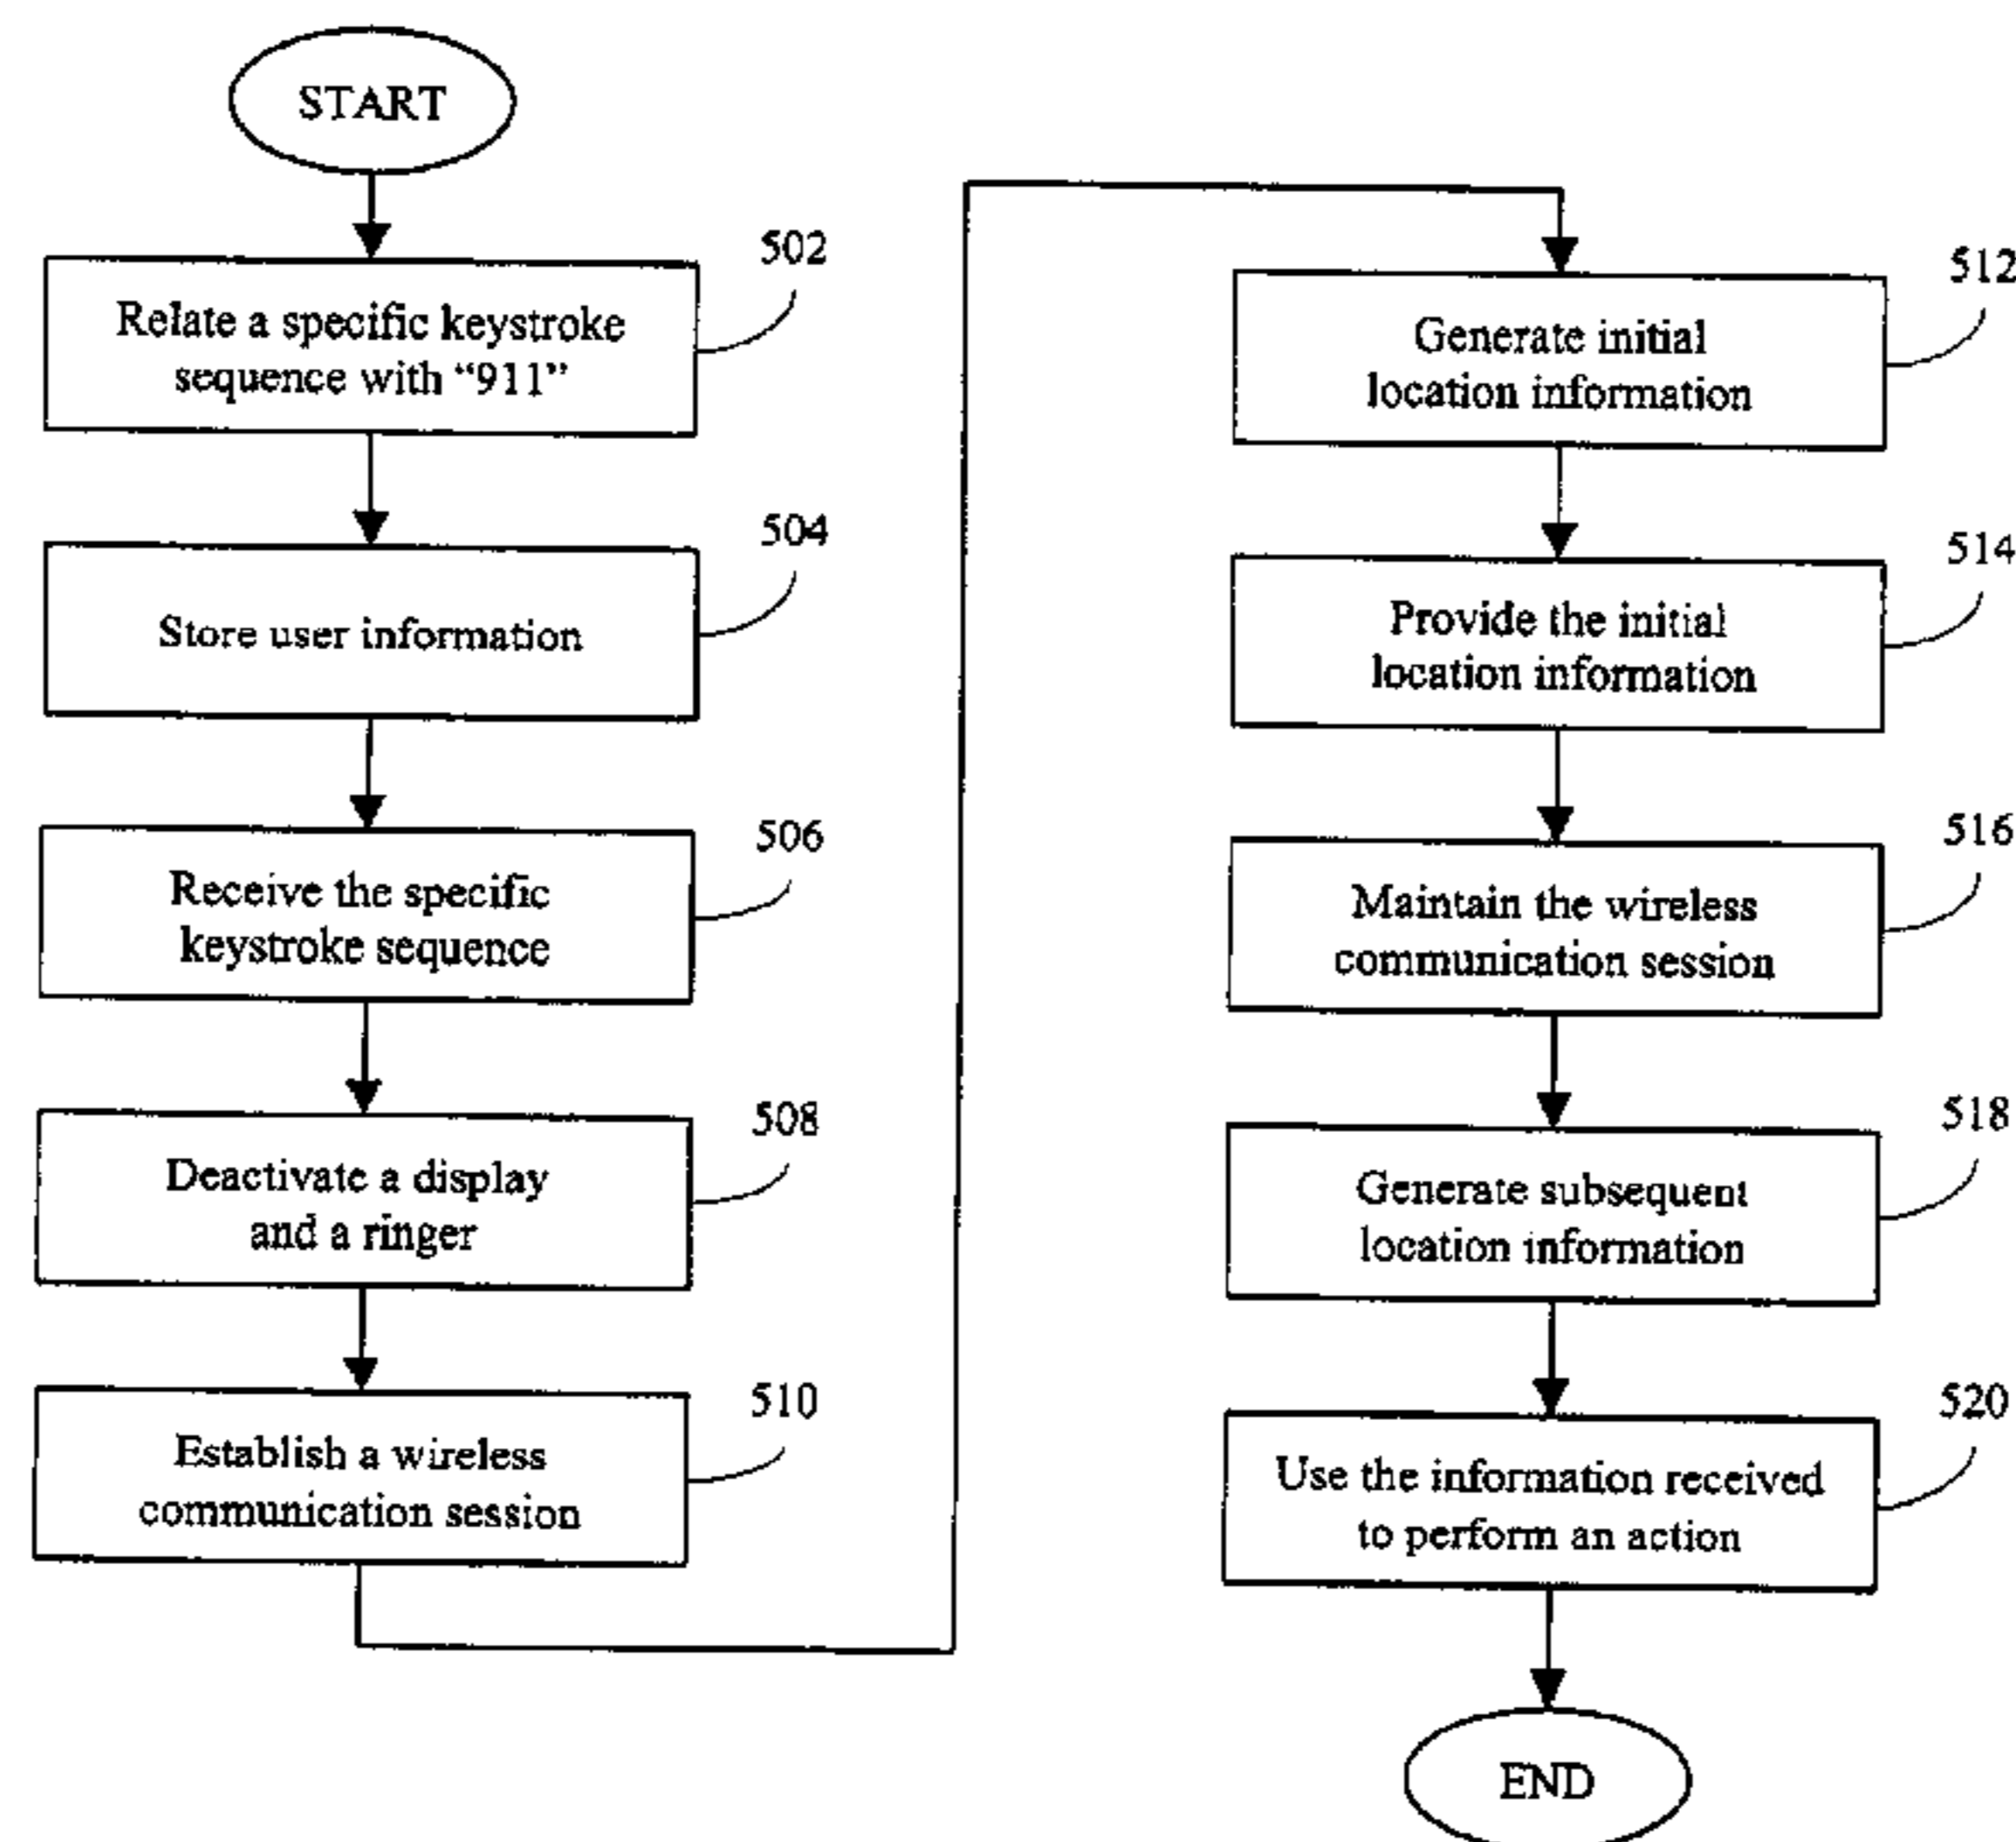 START
502
Relate a specific keystroke
sequence with “911”
504
Store user information
506
Receive the specific
keystroke sequence
508
Deactivate a display
and a ringer
510
Establish a wireless
communication session
512
Generate initial
location information
514
Provide the initial
location information
516
Maintain the wireless
communication session
518
Generate subsequent
location information
520
Use the information received
to perform an action
END